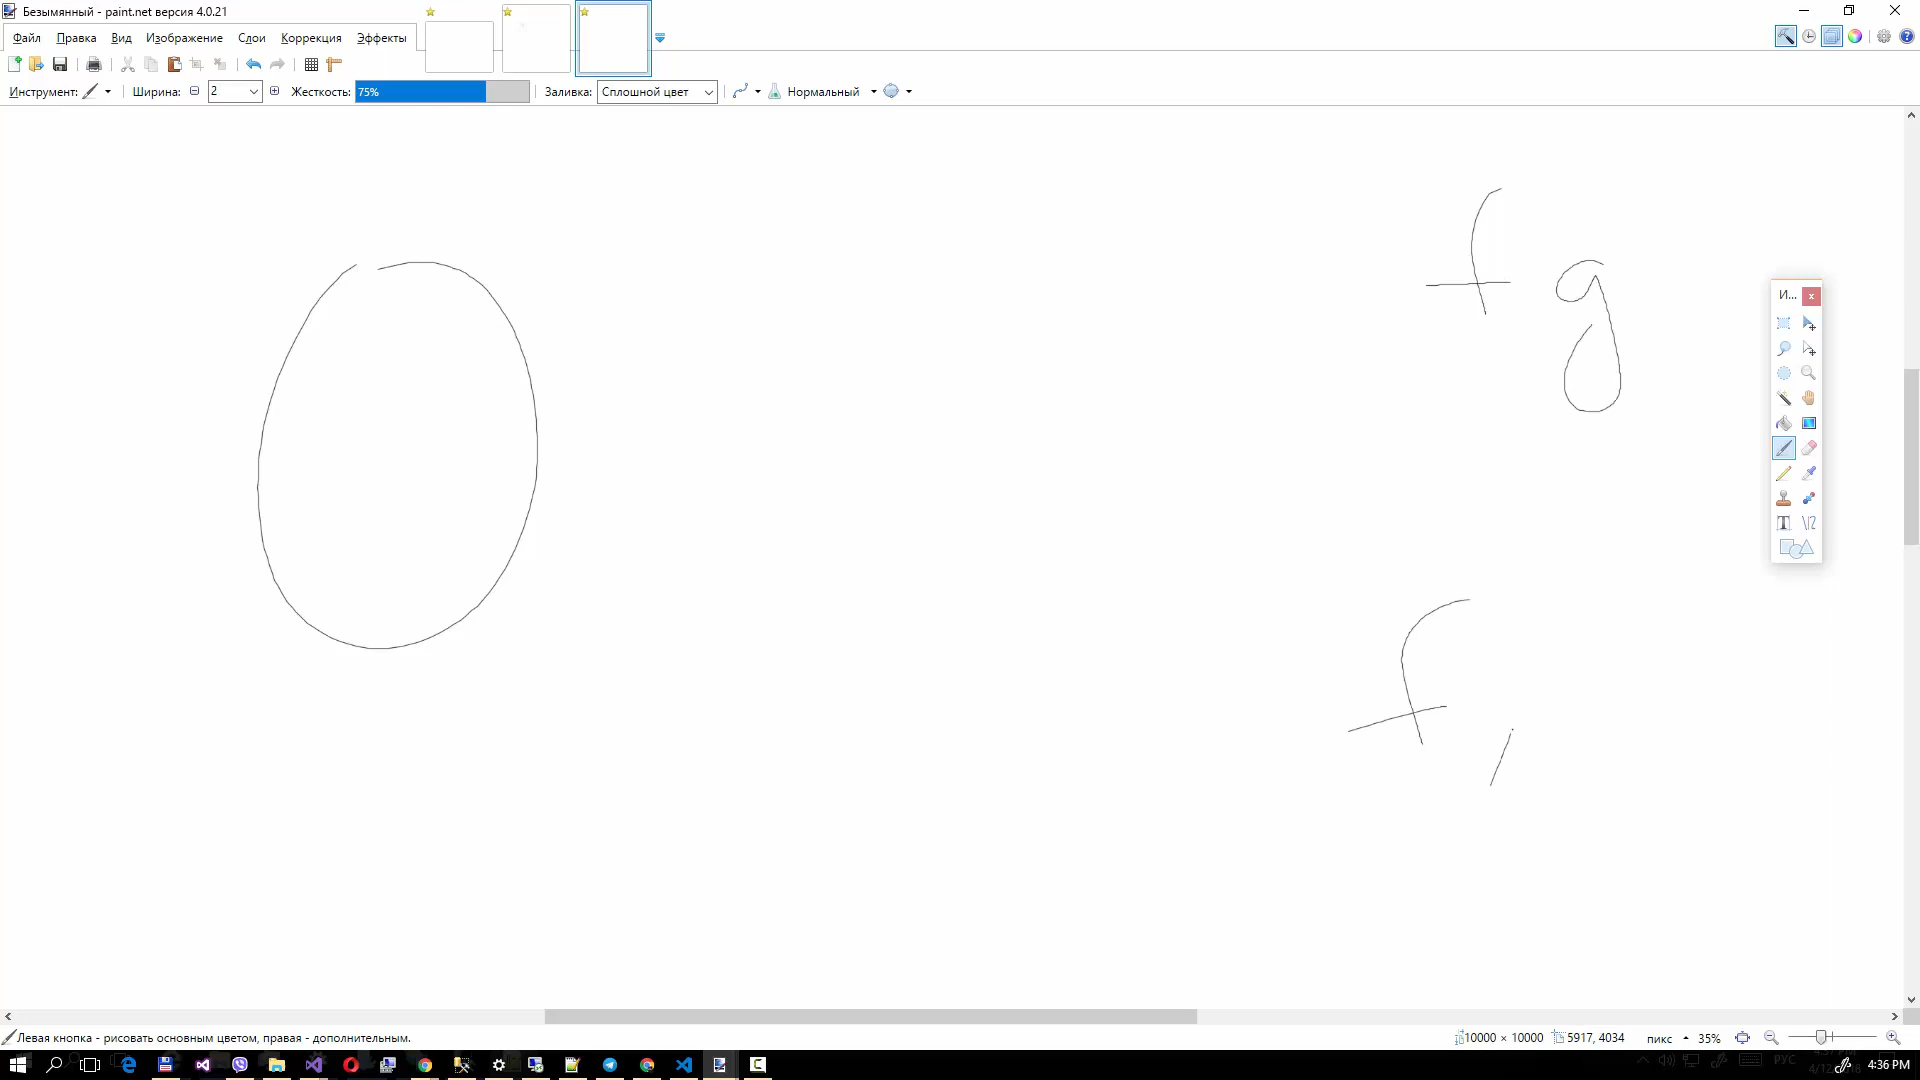 Безымянный - paint.net версия 4.0.21
Файл Правка Вид Изображение Слои Коррекция Эффекты
Инструмент: Ширина: 2 Жесткость: 75% Заливка: Сплошной цвет Нормальный
И... x
f g
f,
Левая кнопка - рисовать основным цветом, правая - дополнительным. 10000 × 10000 5917, 4034 пикс 35%
РУС 4:36 PM